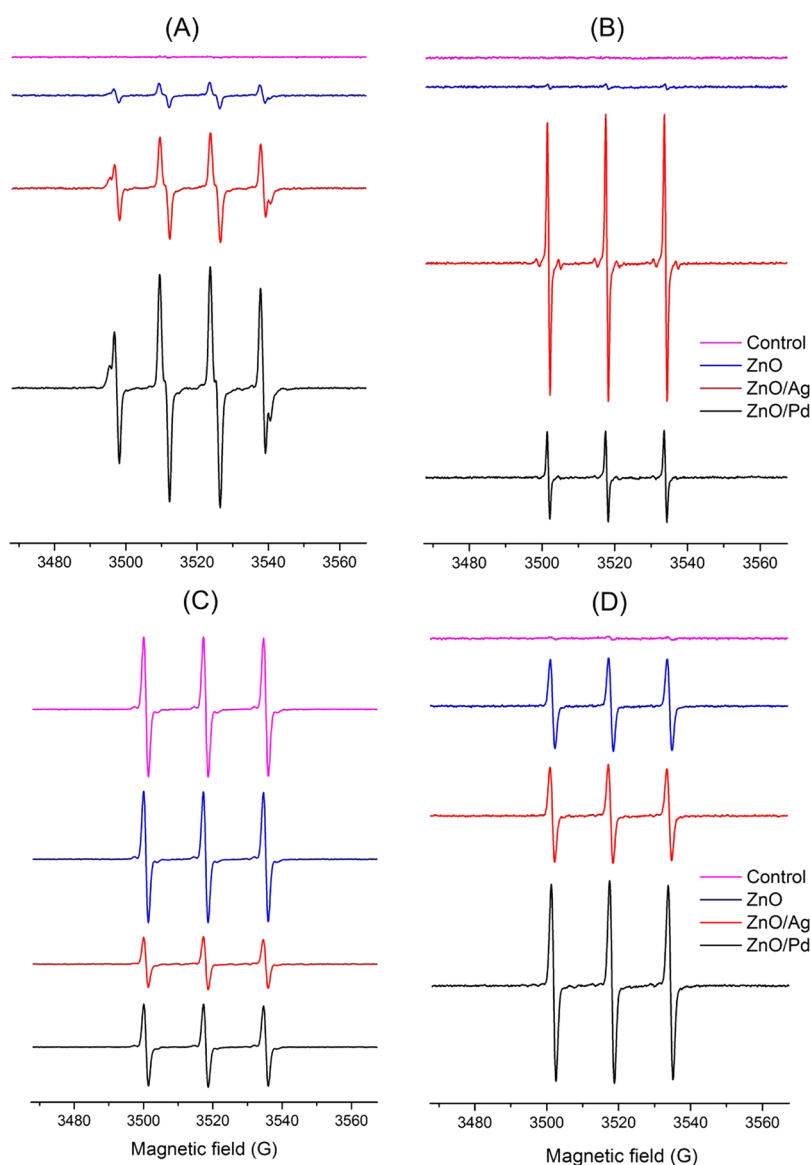 (A)
3480 3500 3520 3540 3560
(B)
Control
ZnO
ZnO/Ag
ZnO/Pd
3480 3500 3520 3540 3560
(C)
3480 3500 3520 3540 3560
Magnetic field (G)
(D)
Control
ZnO
ZnO/Ag
ZnO/Pd
3480 3500 3520 3540 3560
Magnetic field (G)